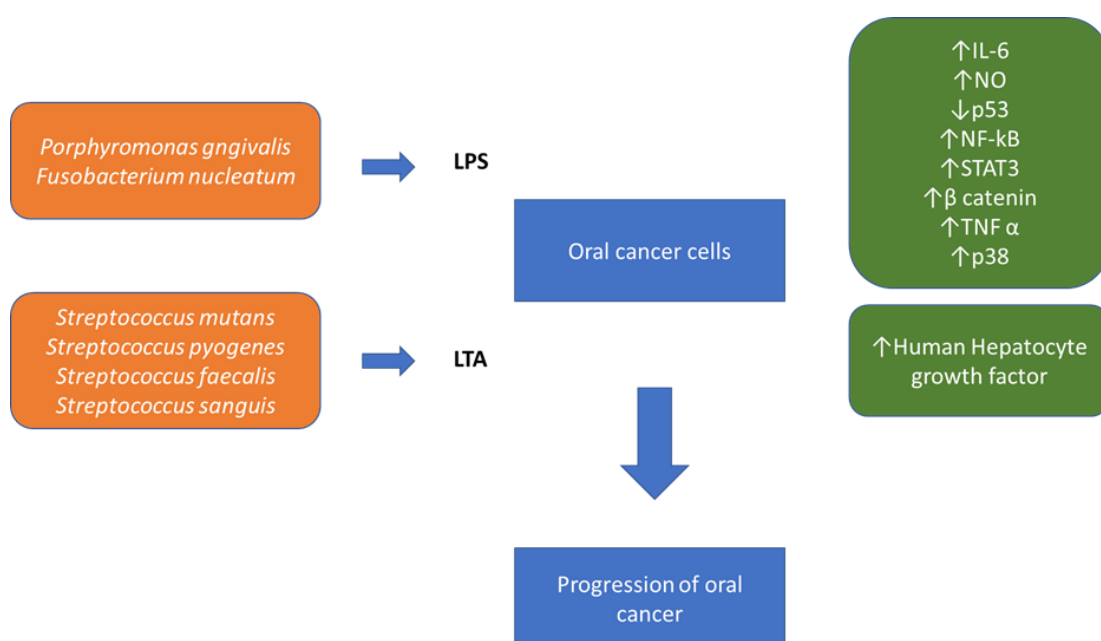 Porphyromonas gngivalis
Fusobacterium nucleatum
LPS
Streptococcus mutans
Streptococcus pyogenes
Streptococcus faecalis
Streptococcus sanguis
LTA
Oral cancer cells
Progression of oral
cancer
↑IL-6
↑NO
↓p53
↑NF-kB
↑STAT3
↑β catenin
↑TNF α
↑p38
↑Human Hepatocyte
growth factor